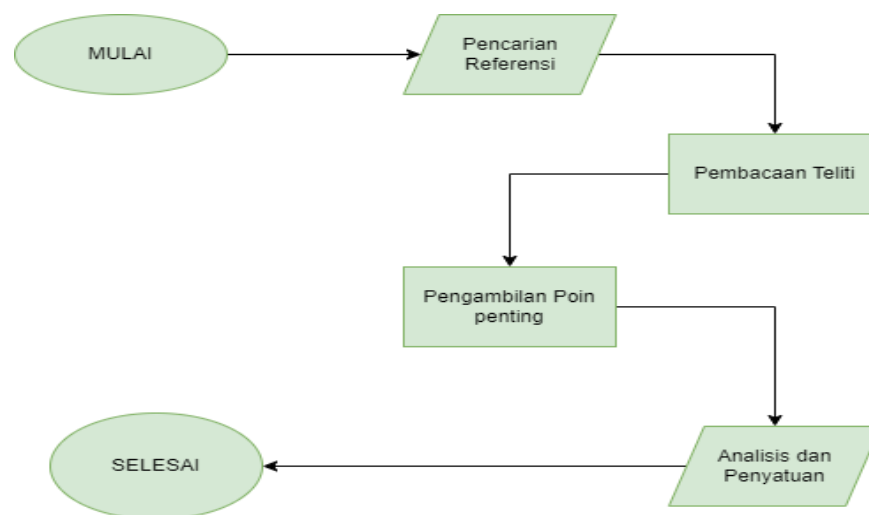 MULAI
Pencarian
Referensi
Pembacaan Teliti
Pengambilan Poin
penting
Analisis dan
Penyatuan
SELESAI